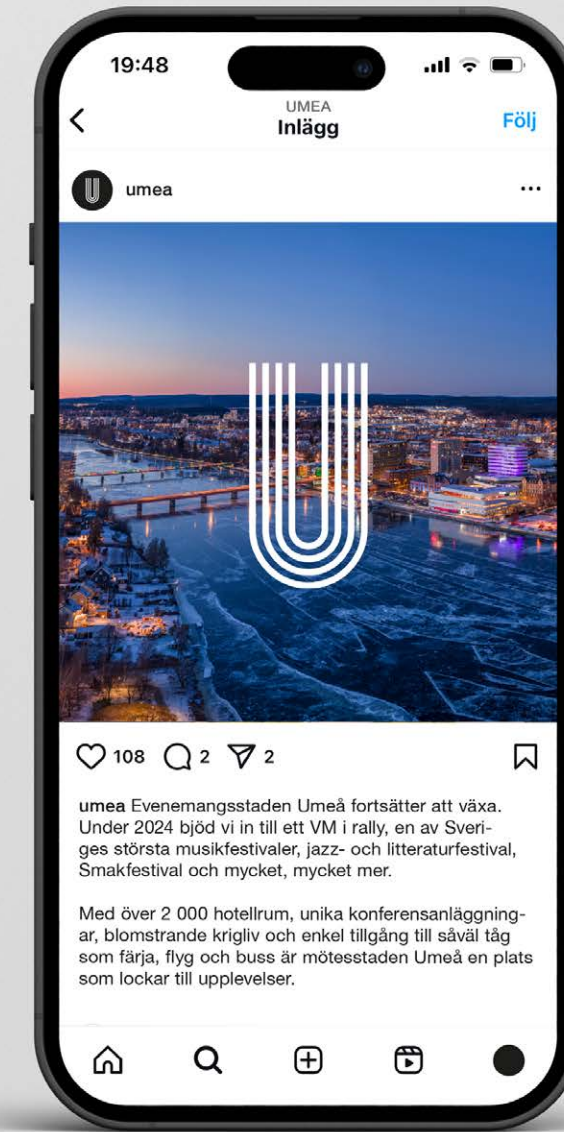 19:48
UMEA
Inlägg
Följ
umea
108
2
2
umea Evenemangsstaden Umeå fortsätter att växa.
Under 2024 bjöd vi in till ett VM i rally, en av Sveri-
ges största musikfestivaler, jazz- och litteraturfestival,
Smakfestival och mycket, mycket mer.
Med över 2 000 hotellrum, unika konferensanläggning-
ar, blomstrande krigliv och enkel tillgång till såväl tåg
som färja, flyg och buss är mötesstaden Umeå en plats
som lockar till upplevelser.